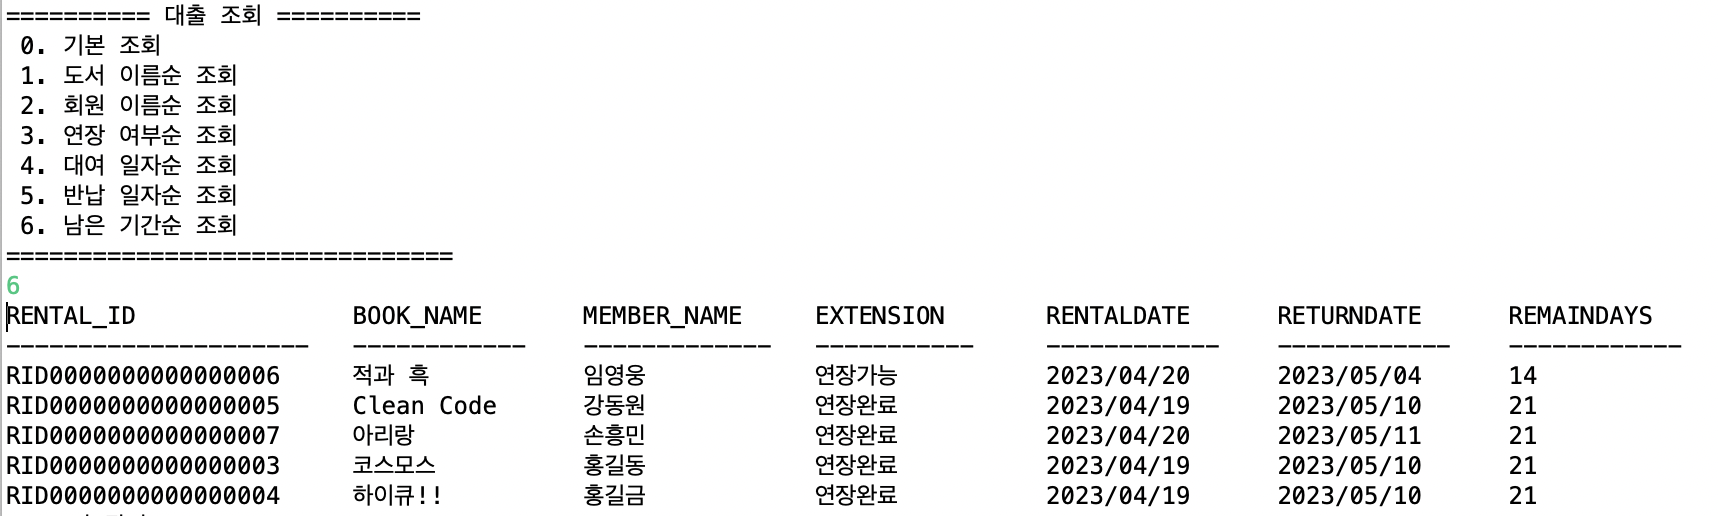 ========== 대출 조회 ==========
0. 기본 조회
1. 도서 이름순 조회
2. 회원 이름순 조회
3. 연장 여부순 조회
4. 대여 일자순 조회
5. 반납 일자순 조회
6. 남은 기간순 조회
===============================
6
RENTAL_ID BOOK_NAME MEMBER_NAME EXTENSION RENTALDATE RETURNDATE REMAINDAYS
--------------------- ------------ ------------- ----------- ------------ ------------ ------------
RID0000000000000006 적과 흑 임영웅 연장가능 2023/04/20 2023/05/04 14
RID0000000000000005 Clean Code 강동원 연장완료 2023/04/19 2023/05/10 21
RID0000000000000007 아리랑 손흥민 연장완료 2023/04/20 2023/05/11 21
RID0000000000000003 코스모스 홍길동 연장완료 2023/04/19 2023/05/10 21
RID0000000000000004 하이큐!! 홍길금 연장완료 2023/04/19 2023/05/10 21